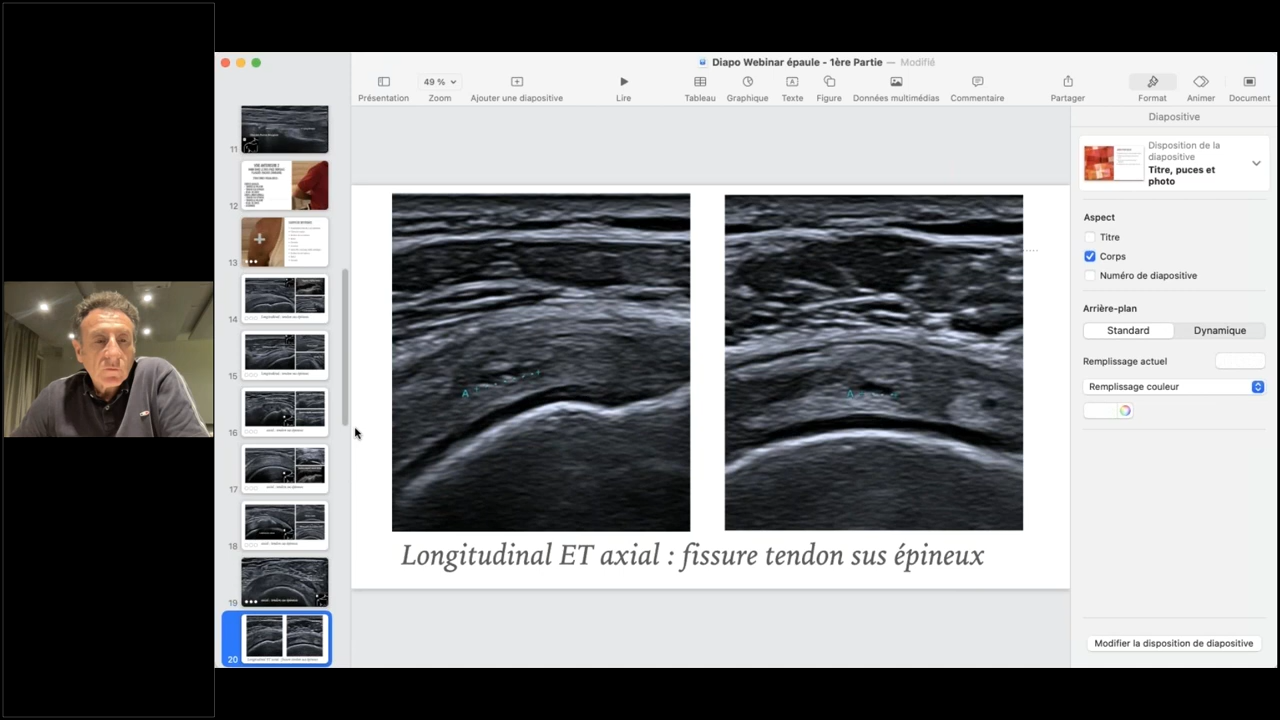 Diapo Webinar épaule - 1ère Partie — Modifié
49 %
Présentation
Zoom
Ajouter une diapositive
Lire
Tableau
Graphique
Texte
Figure
Données multimédias
Commentaire
Partager
Format
Animer
Document
11
12
13
14
15
16
17
18
19
20
A
A
Longitudinal ET axial : fissure tendon sus épineux
Diapositive
Disposition de la
diapositive
Titre, puces et
photo
Aspect
Titre
Corps
Numéro de diapositive
Arrière-plan
Standard
Dynamique
Remplissage actuel
Remplissage couleur
Modifier la disposition de diapositive